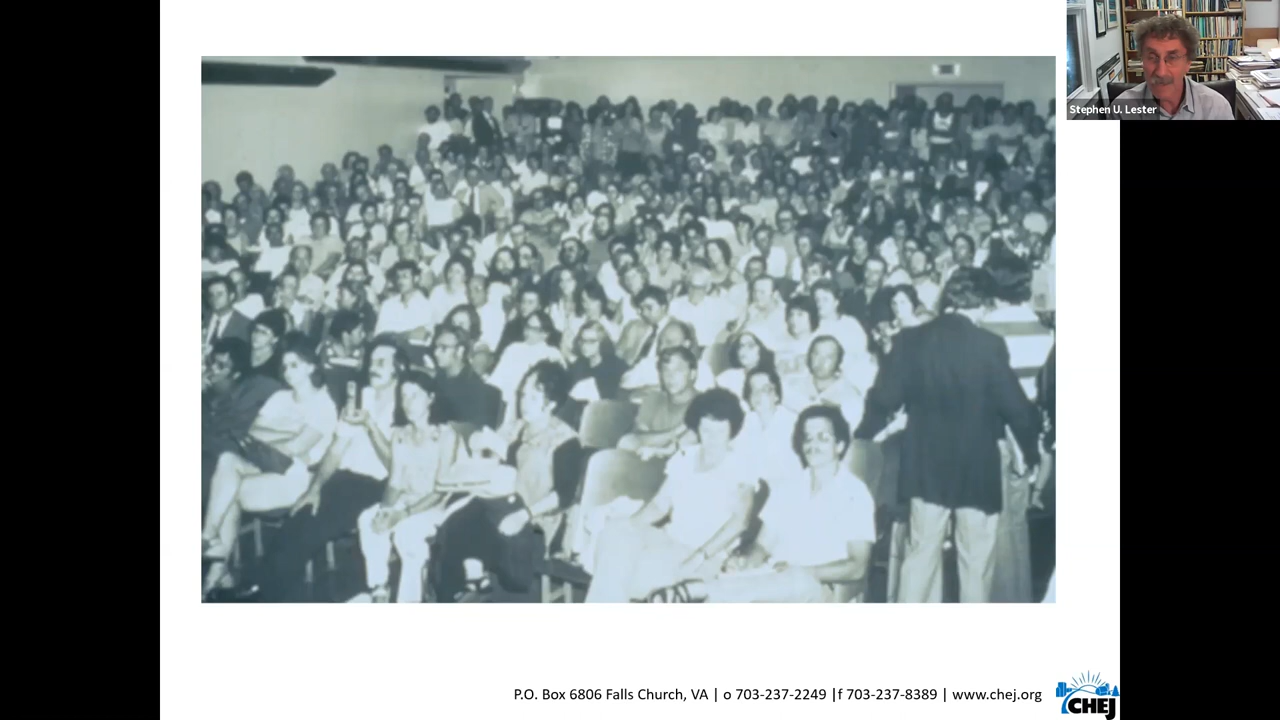 Stephen U. Lester
P.O. Box 6806 Falls Church, VA | o 703-237-2249 |f 703-237-8389 | www.chej.org
CHEJ